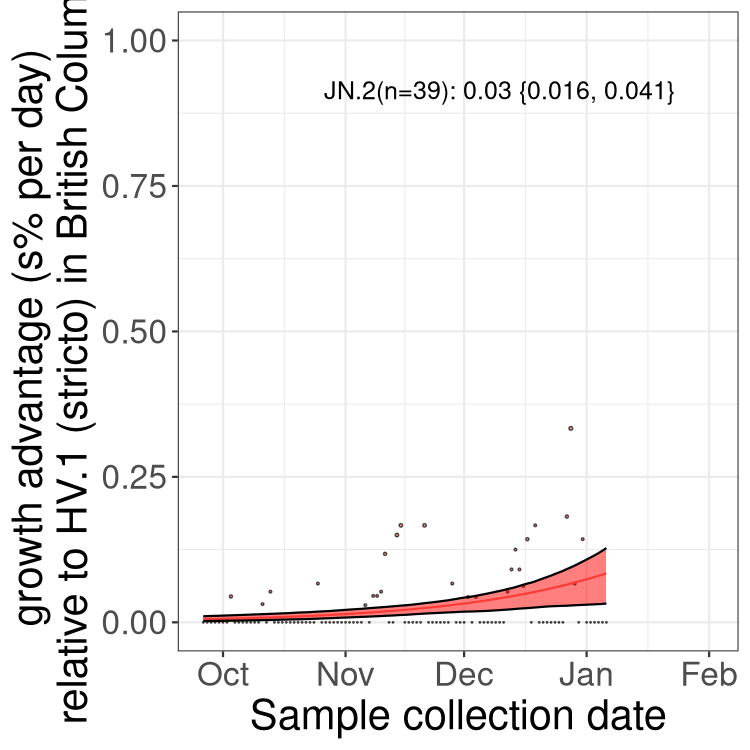 growth advantage (s% per day)
relative to HV.1 (stricto) in British Colum
JN.2(n=39): 0.03 {0.016, 0.041}
1.00
0.75
0.50
0.25
0.00
Oct Nov Dec Jan Feb
Sample collection date